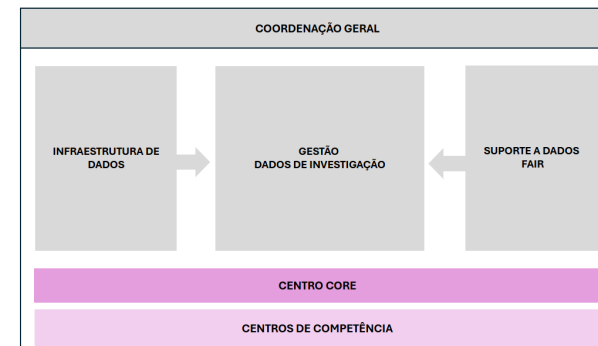 COORDENAÇÃO GERAL
INFRAESTRUTURA DE
DADOS
GESTÃO
DADOS DE INVESTIGAÇÃO
SUPORTE A DADOS
FAIR
CENTRO CORE
CENTROS DE COMPETÊNCIA